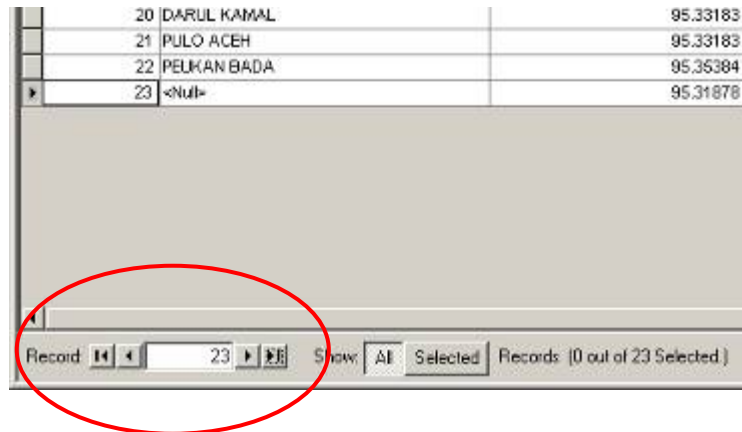 20 DARUL KAMAL 95.33183
21 PULO ACEH 95.33183
22 PEUKAN BADA 95.35384
23 <Null> 95.31878
Record: 23 Show: All Selected Records (0 out of 23 Selected.)